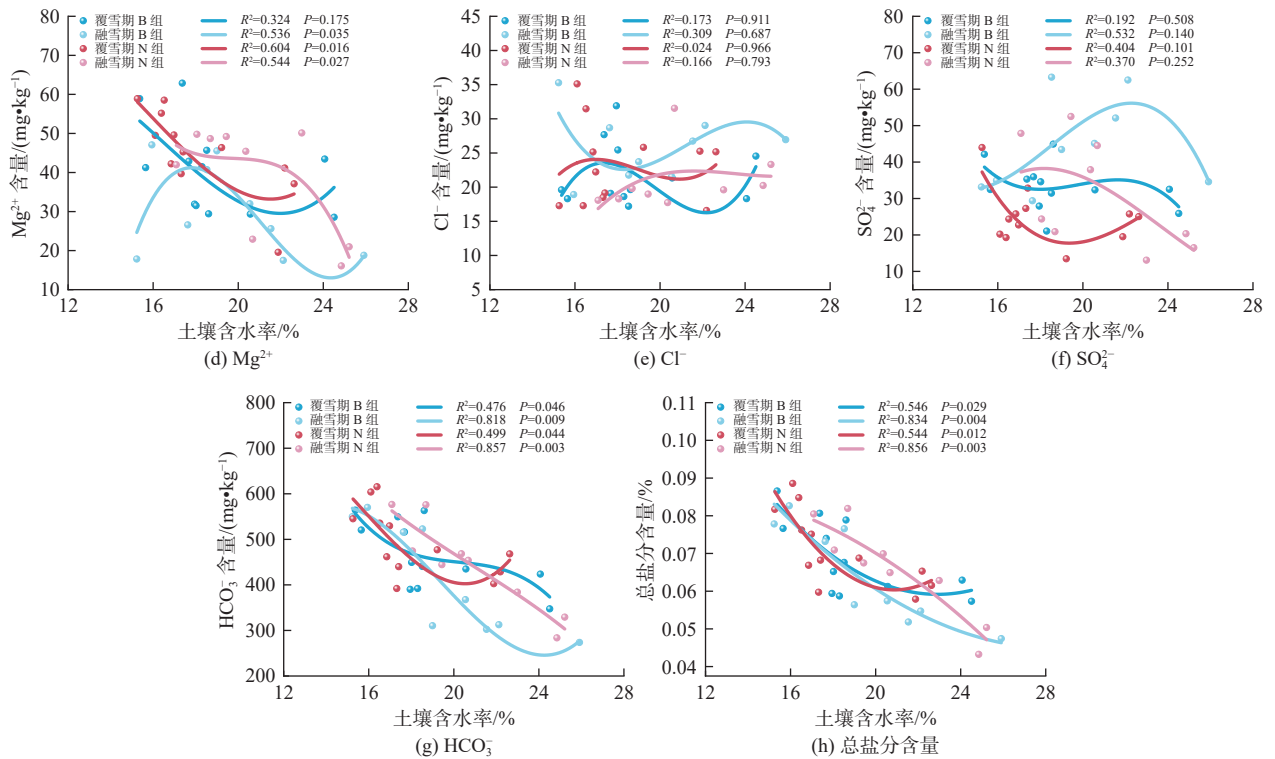 覆雪期 B 组 R²=0.324 P=0.175
融雪期 B 组 R²=0.536 P=0.035
覆雪期 N 组 R²=0.604 P=0.016
融雪期 N 组 R²=0.544 P=0.027
80
70
60
50
40
30
20
10
Mg²⁺ 含量/(mg•kg⁻¹)
12 16 20 24 28
土壤含水率/%
(d) Mg²⁺
覆雪期 B 组 R²=0.173 P=0.911
融雪期 B 组 R²=0.309 P=0.687
覆雪期 N 组 R²=0.024 P=0.966
融雪期 N 组 R²=0.166 P=0.793
45
40
35
30
25
20
15
10
5
Cl⁻ 含量/(mg•kg⁻¹)
12 16 20 24 28
土壤含水率/%
(e) Cl⁻
覆雪期 B 组 R²=0.192 P=0.508
融雪期 B 组 R²=0.532 P=0.140
覆雪期 N 组 R²=0.404 P=0.101
融雪期 N 组 R²=0.370 P=0.252
80
70
60
50
40
30
20
10
SO₄²⁻ 含量/(mg•kg⁻¹)
12 16 20 24 28
土壤含水率/%
(f) SO₄²⁻
覆雪期 B 组 R²=0.476 P=0.046
融雪期 B 组 R²=0.818 P=0.009
覆雪期 N 组 R²=0.499 P=0.044
融雪期 N 组 R²=0.857 P=0.003
800
700
600
500
400
300
200
HCO₃⁻ 含量/(mg•kg⁻¹)
12 16 20 24 28
土壤含水率/%
(g) HCO₃⁻
覆雪期 B 组 R²=0.546 P=0.029
融雪期 B 组 R²=0.834 P=0.004
覆雪期 N 组 R²=0.544 P=0.012
融雪期 N 组 R²=0.856 P=0.003
0.11
0.10
0.09
0.08
0.07
0.06
0.05
0.04
总盐分含量/%
12 16 20 24 28
土壤含水率/%
(h) 总盐分含量